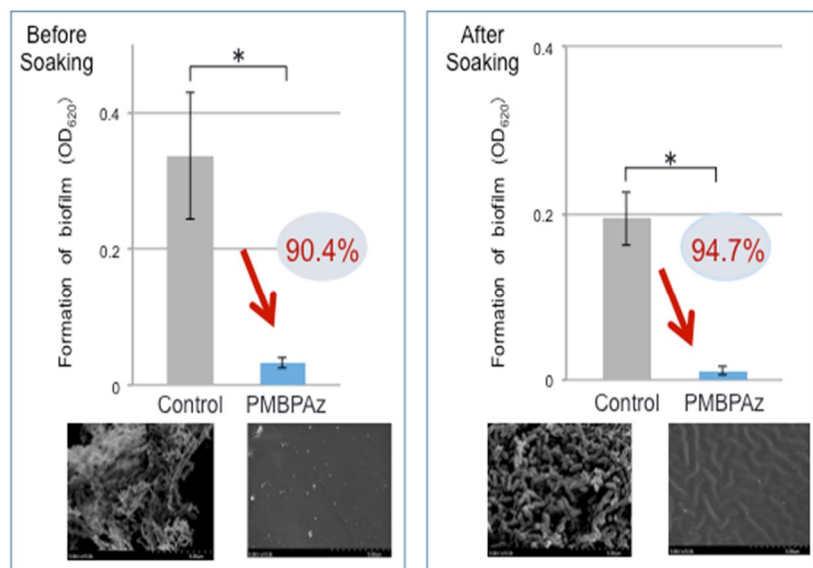 Before
Soaking
*
Formation of biofilm (OD620)
0.4
0.2
0
90.4%
Control
PMBPAz
After
Soaking
*
Formation of biofilm (OD620)
0.4
0.2
0
94.7%
Control
PMBPAz